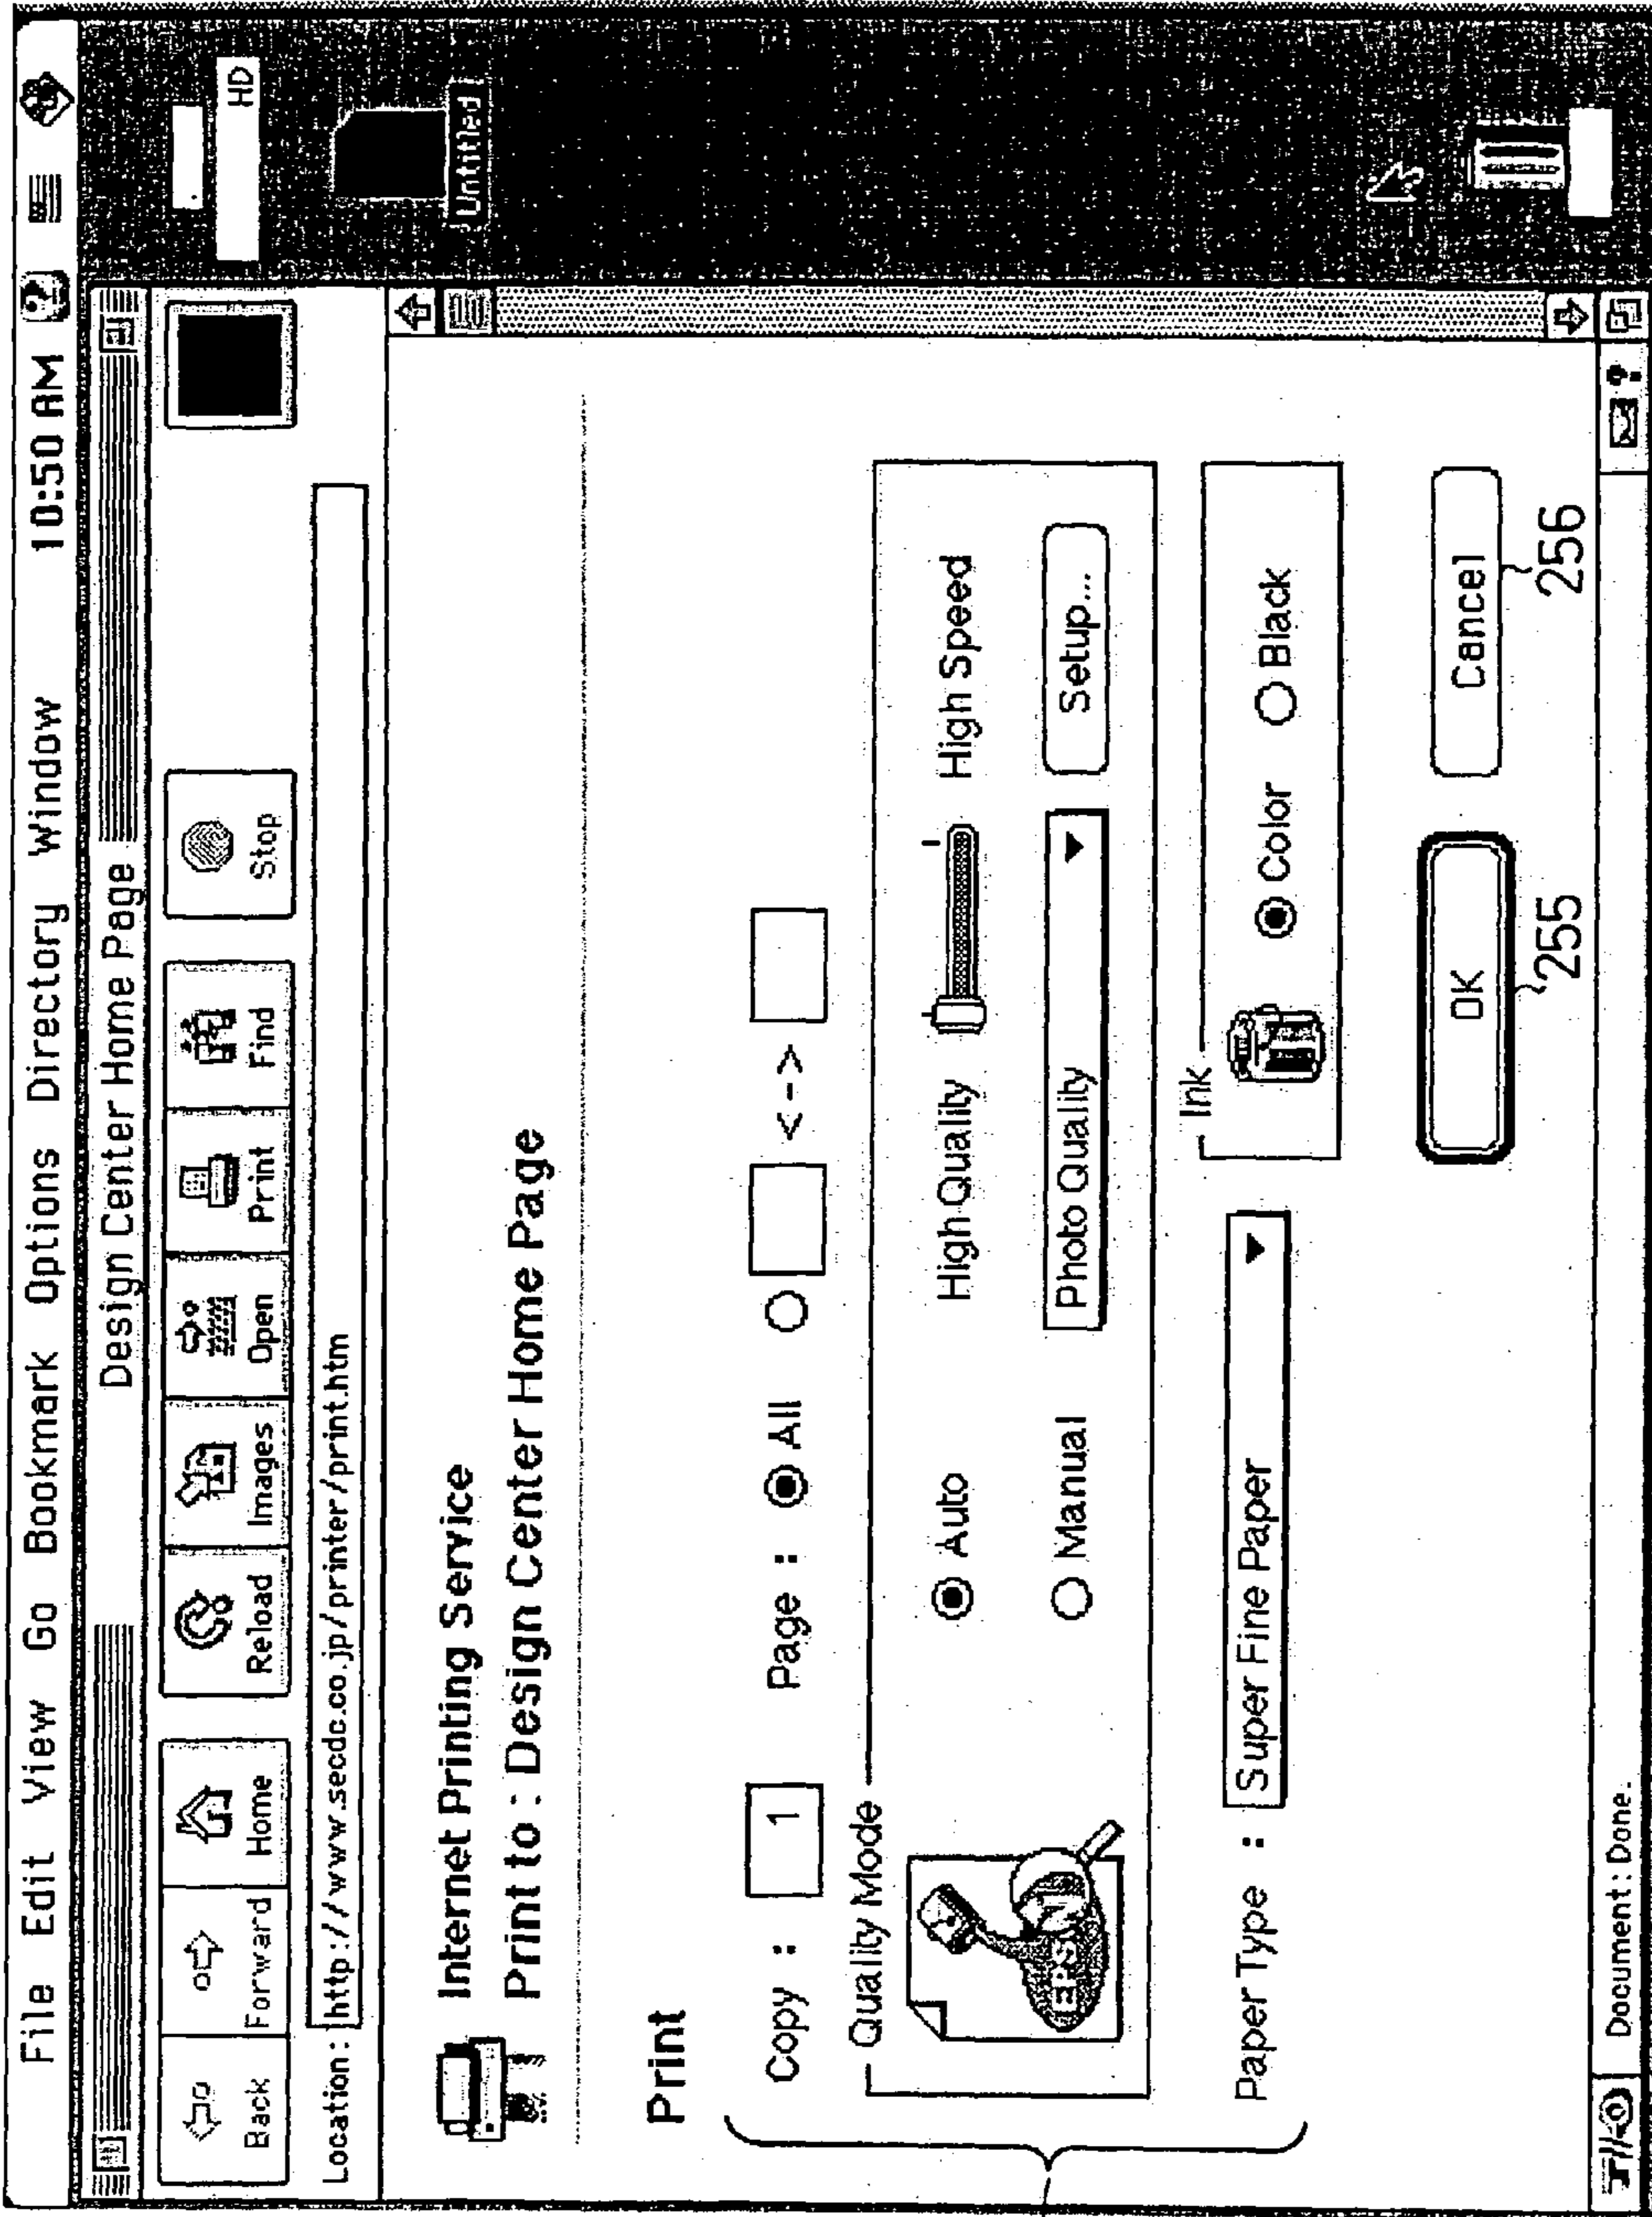 File Edit View Go Bookmark Options Directory Window 10:50 AM
Design Center Home Page
HD
Back Forward Home Reload Images Open Print Find Stop
Untitled
Location: http://www.secdc.co.jp/printer/print.htm
Internet Printing Service
Print to : Design Center Home Page
Print
Copy : 1 Page : All <->
Quality Mode
Auto High Quality High Speed
EPSON
Manual Photo Quality Setup...
Ink
Paper Type : Super Fine Paper Color Black
OK Cancel
255 256
Document: Done.